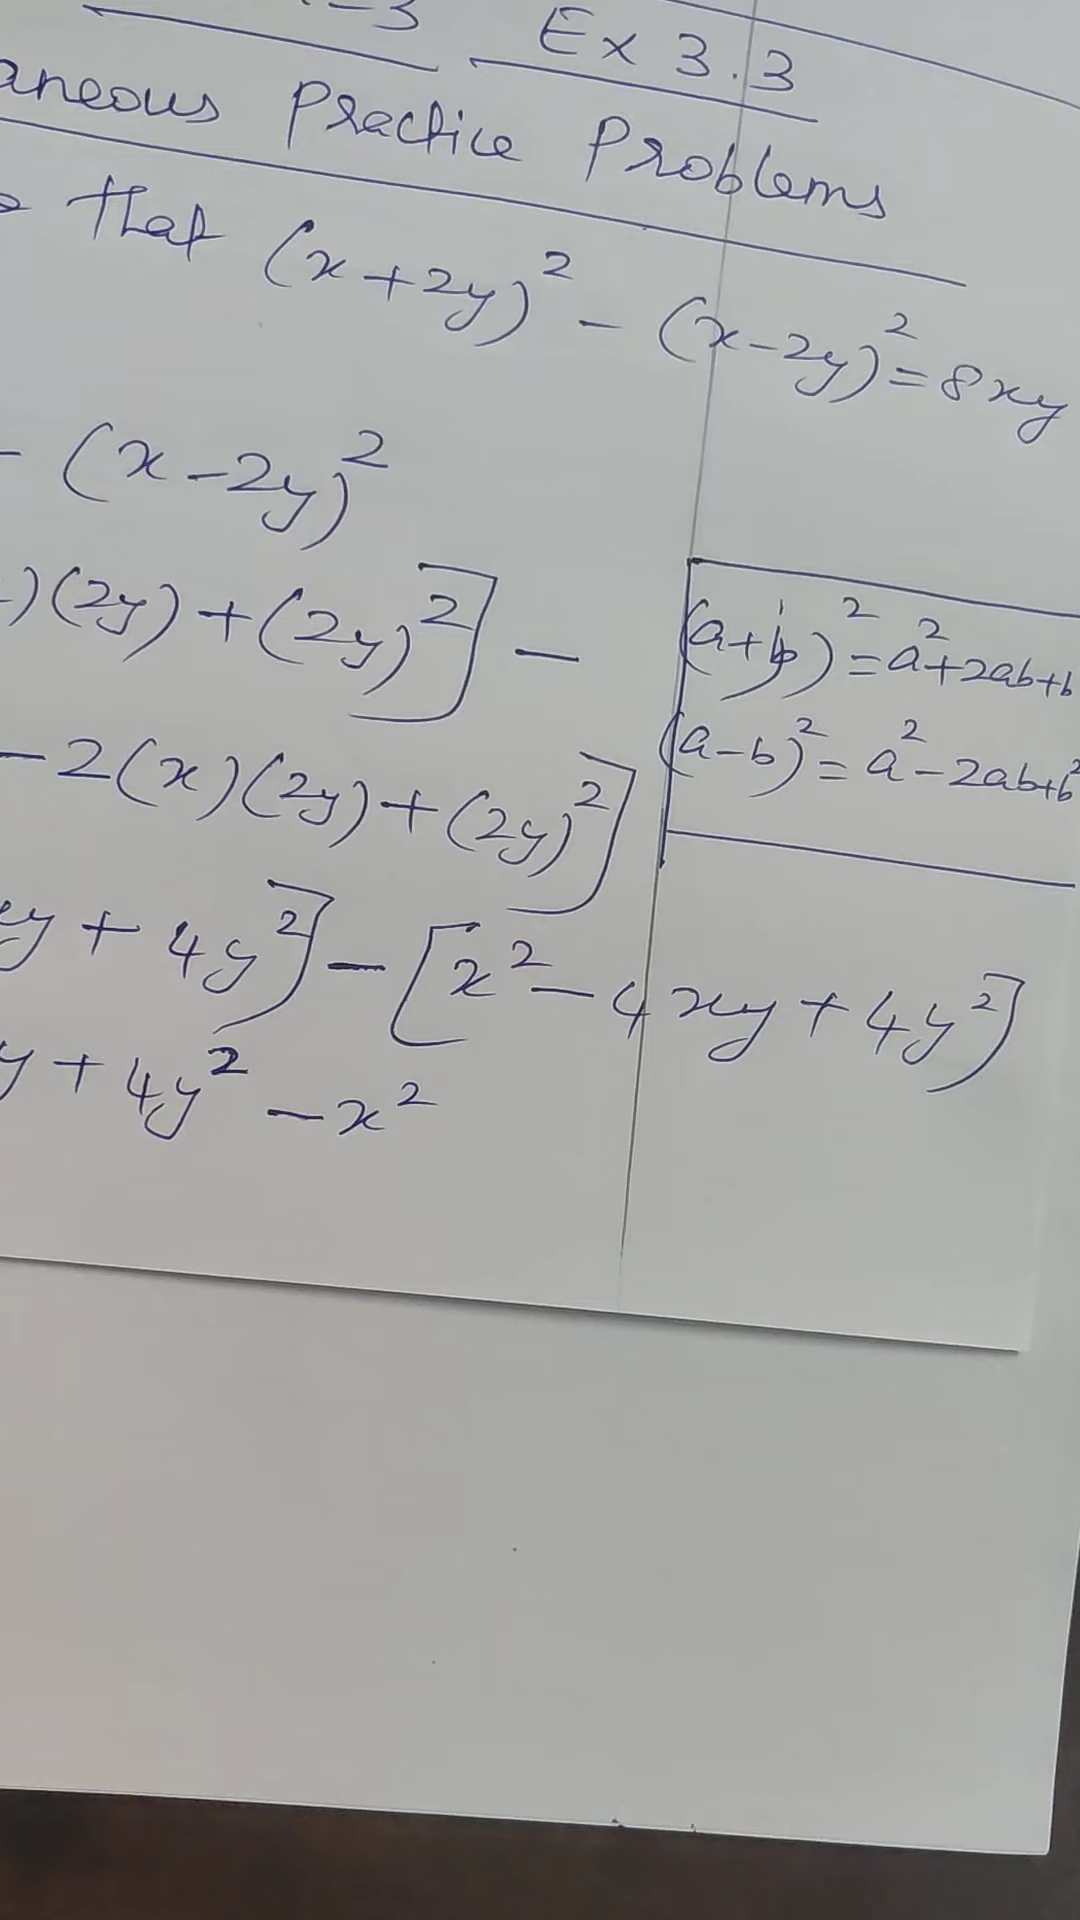 -3 Ex 3.3
aneous Practice Problems
that (x+2y)² - (x-2y)² = 8xy
- (x-2y)²
)(2y) + (2y)²] -
(a+b)² = a²+2ab+b
- 2(x)(2y) + (2y)²]
(a-b)² = a²-2ab+b²
y + 4y²] - [x² - 4xy + 4y²]
y + 4y² - x²